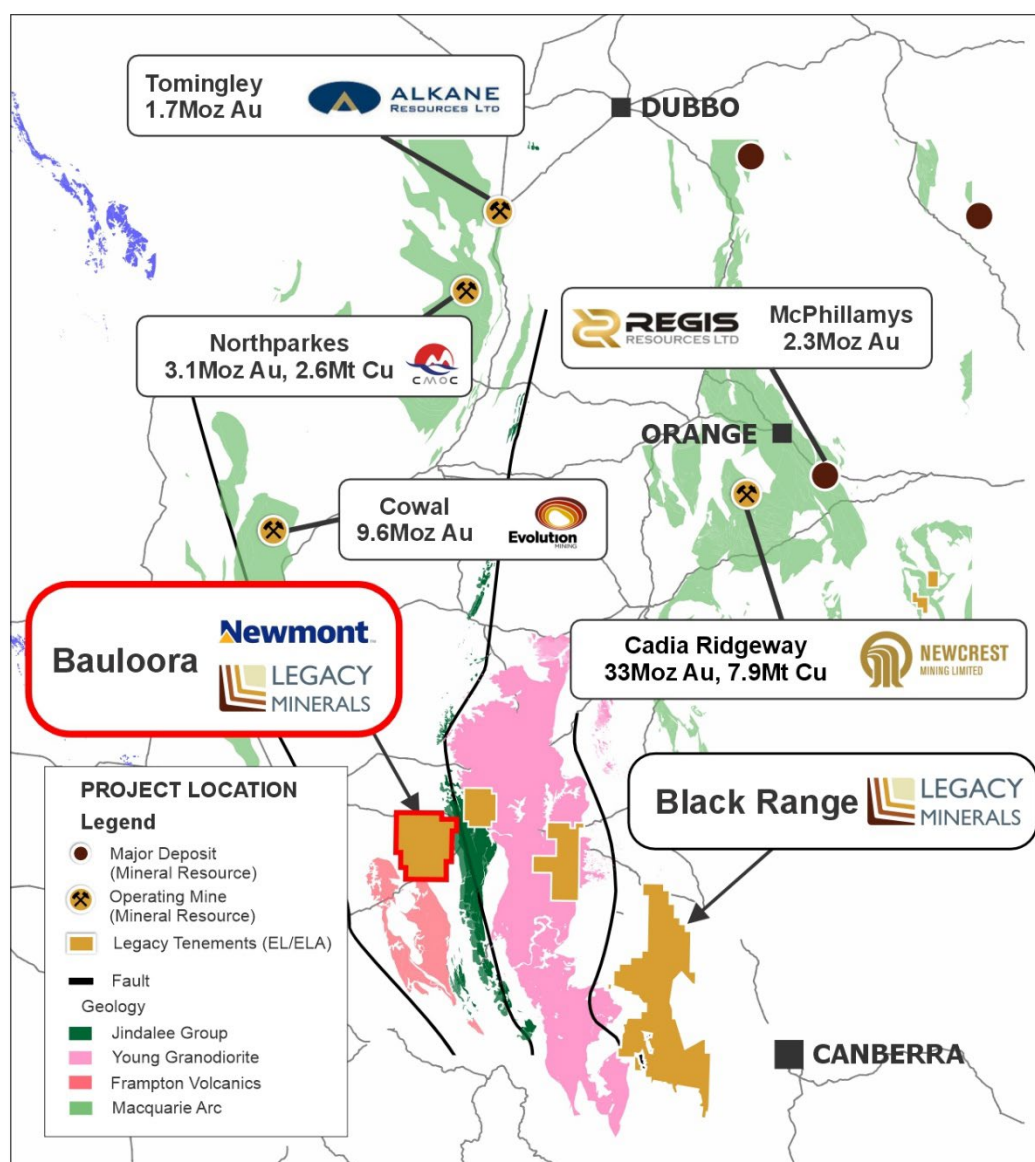 Tomingley
1.7Moz Au
ALKANE
RESOURCES LTD
DUBBO
Northparkes
3.1Moz Au, 2.6Mt Cu
CMOC
REGIS
RESOURCES LTD
McPhillamys
2.3Moz Au
ORANGE
Cowal
9.6Moz Au
Evolution
MINING
Bauloora
Newmont™
LEGACY
MINERALS
Cadia Ridgeway
33Moz Au, 7.9Mt Cu
NEWCREST
MINING LIMITED
Black Range
LEGACY
MINERALS
PROJECT LOCATION
Legend
Major Deposit
(Mineral Resource)
Operating Mine
(Mineral Resource)
Legacy Tenements (EL/ELA)
Fault
Geology
Jindalee Group
Young Granodiorite
Frampton Volcanics
Macquarie Arc
CANBERRA